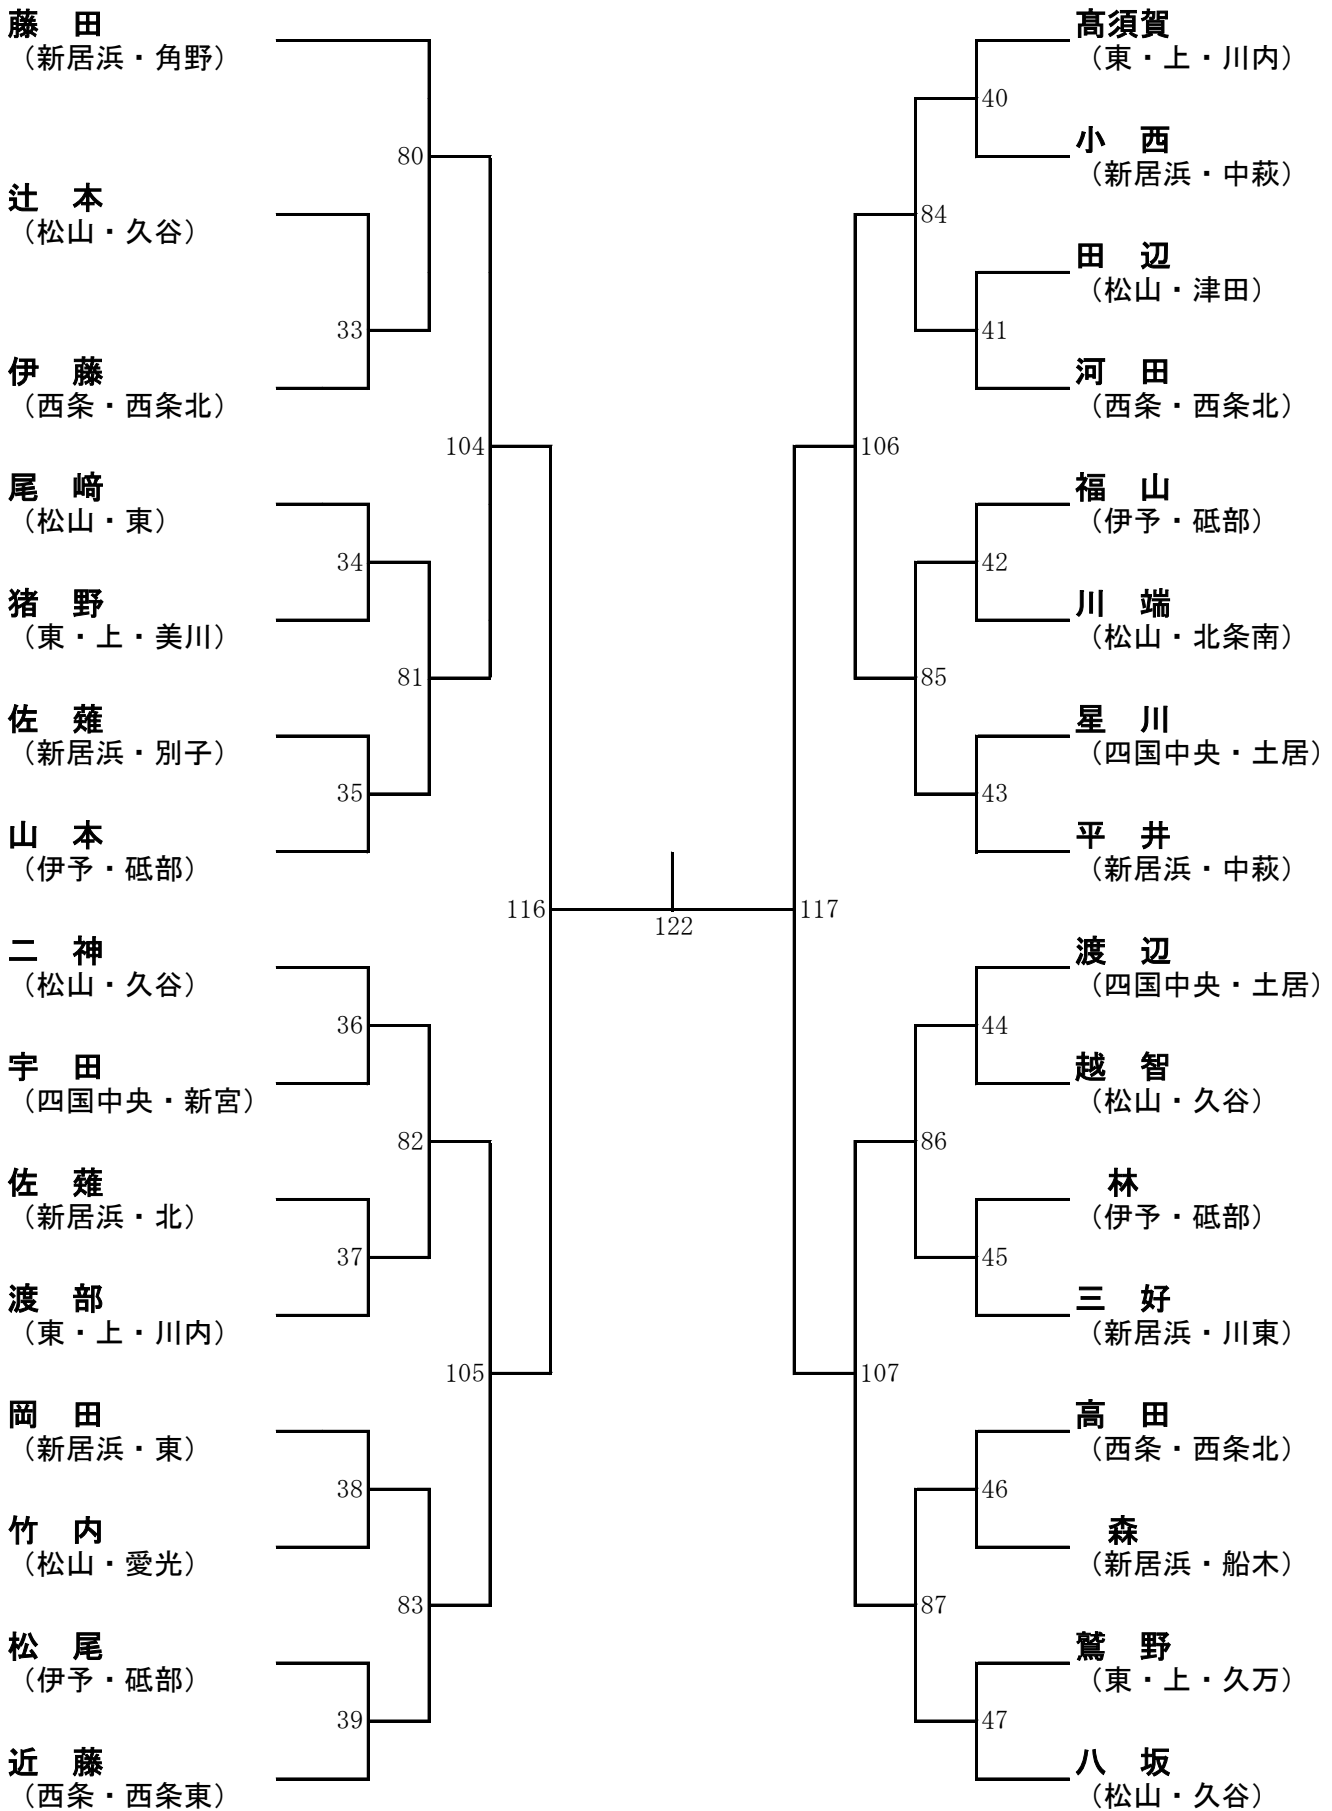 藤　田
（新居浜・角野）
80
辻　本
（松山・久谷）
33
伊　藤
（西条・西条北）
104
尾　﨑
（松山・東）
34
猪　野
（東・上・美川）
81
佐　薙
（新居浜・別子）
35
山　本
（伊予・砥部）
116
二　神
（松山・久谷）
36
宇　田
（四国中央・新宮）
82
佐　薙
（新居浜・北）
37
渡　部
（東・上・川内）
105
岡　田
（新居浜・東）
38
竹　内
（松山・愛光）
83
松　尾
（伊予・砥部）
39
近　藤
（西条・西条東）
122
髙須賀
（東・上・川内）
40
小　西
（新居浜・中萩）
84
田　辺
（松山・津田）
41
河　田
（西条・西条北）
106
福　山
（伊予・砥部）
42
川　端
（松山・北条南）
85
星　川
（四国中央・土居）
43
平　井
（新居浜・中萩）
117
渡　辺
（四国中央・土居）
44
越　智
（松山・久谷）
86
林
（伊予・砥部）
45
三　好
（新居浜・川東）
107
高　田
（西条・西条北）
46
森
（新居浜・船木）
87
鷲　野
（東・上・久万）
47
八　坂
（松山・久谷）